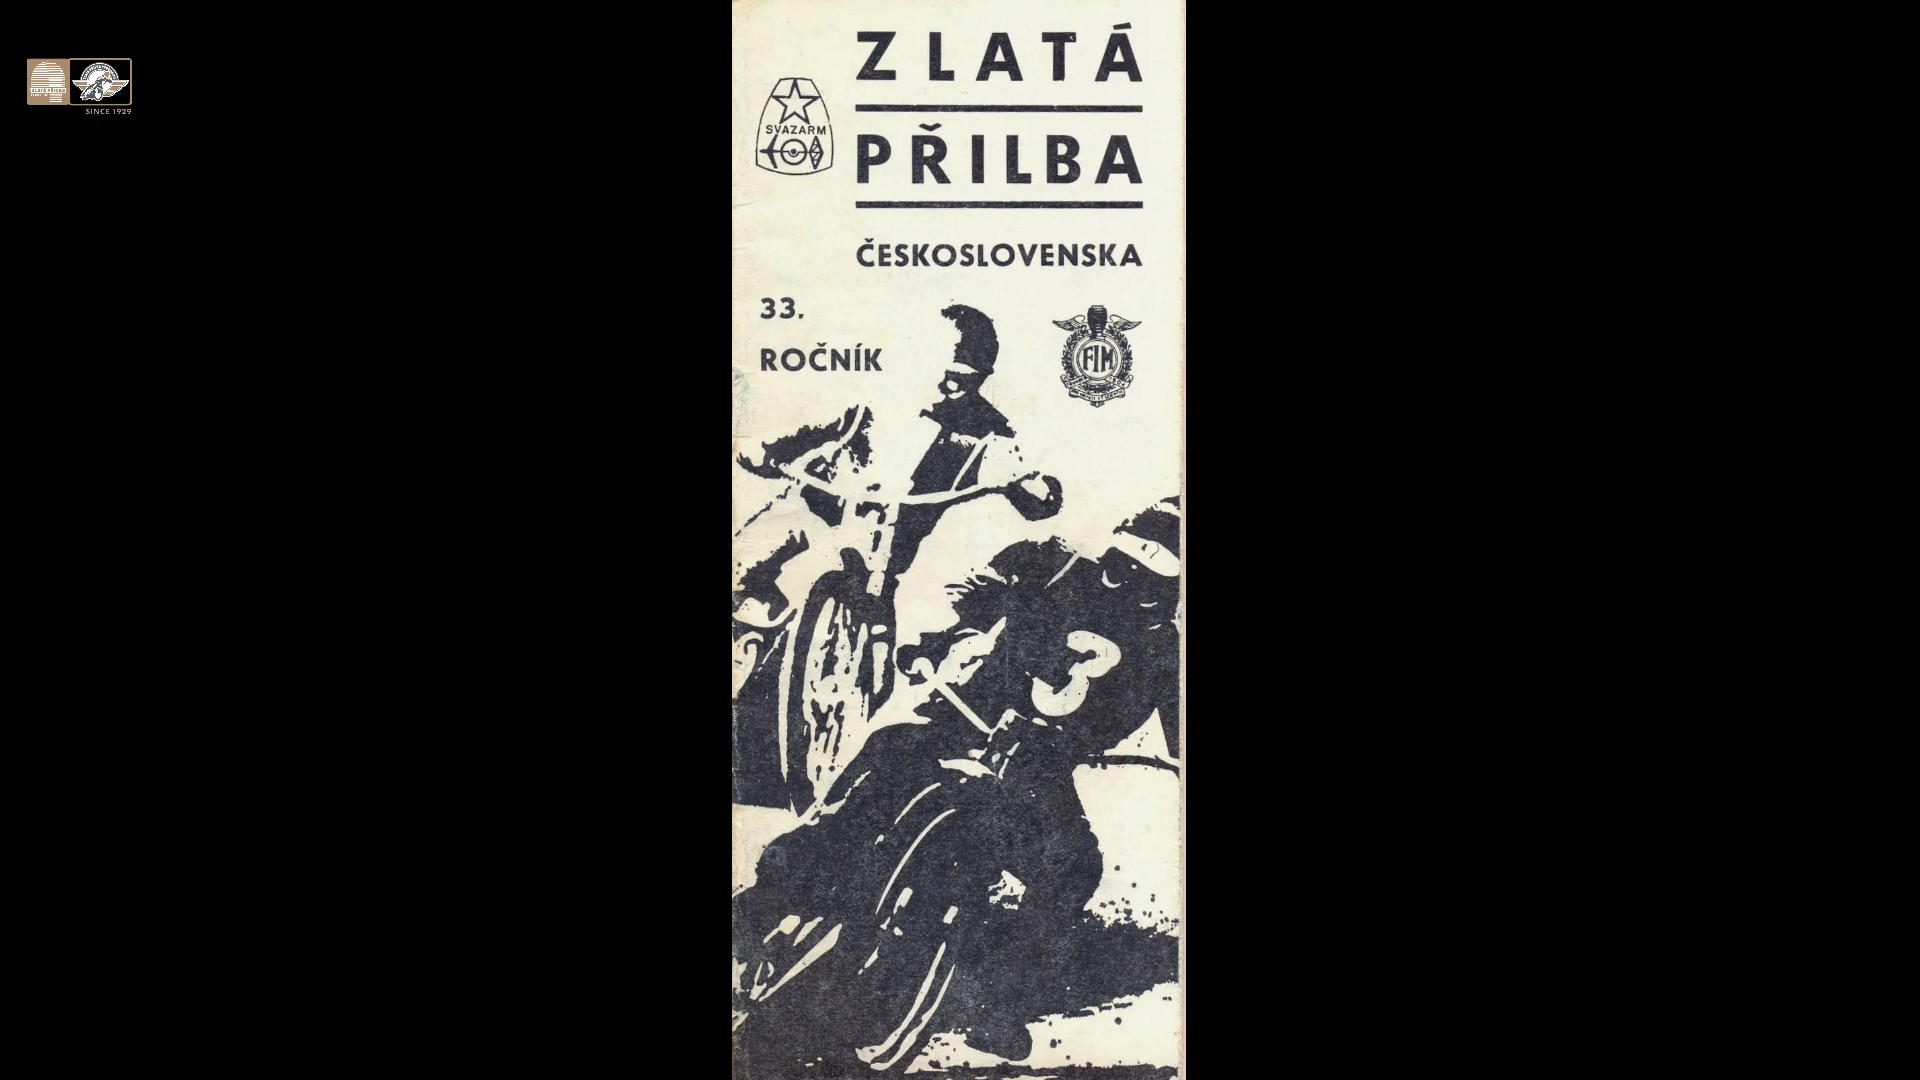 SINCE 1929
ZLATÁ
PŘILBA
ČESKOSLOVENSKA
SVAZARM
33.
ROČNÍK
FIM
3